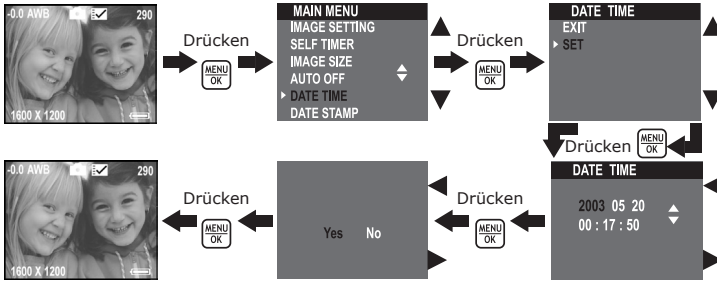 -0.0 AWB 290
1600 X 1200
Drücken
MENU
OK
MAIN MENU
IMAGE SETTING
SELF TIMER
IMAGE SIZE
AUTO OFF
DATE TIME
DATE STAMP
Drücken
MENU
OK
DATE TIME
EXIT
SET
Drücken
MENU
OK
DATE TIME
2003 05 20
00 : 17 : 50
Drücken
MENU
OK
Yes No
Drücken
MENU
OK
-0.0 AWB 290
1600 X 1200